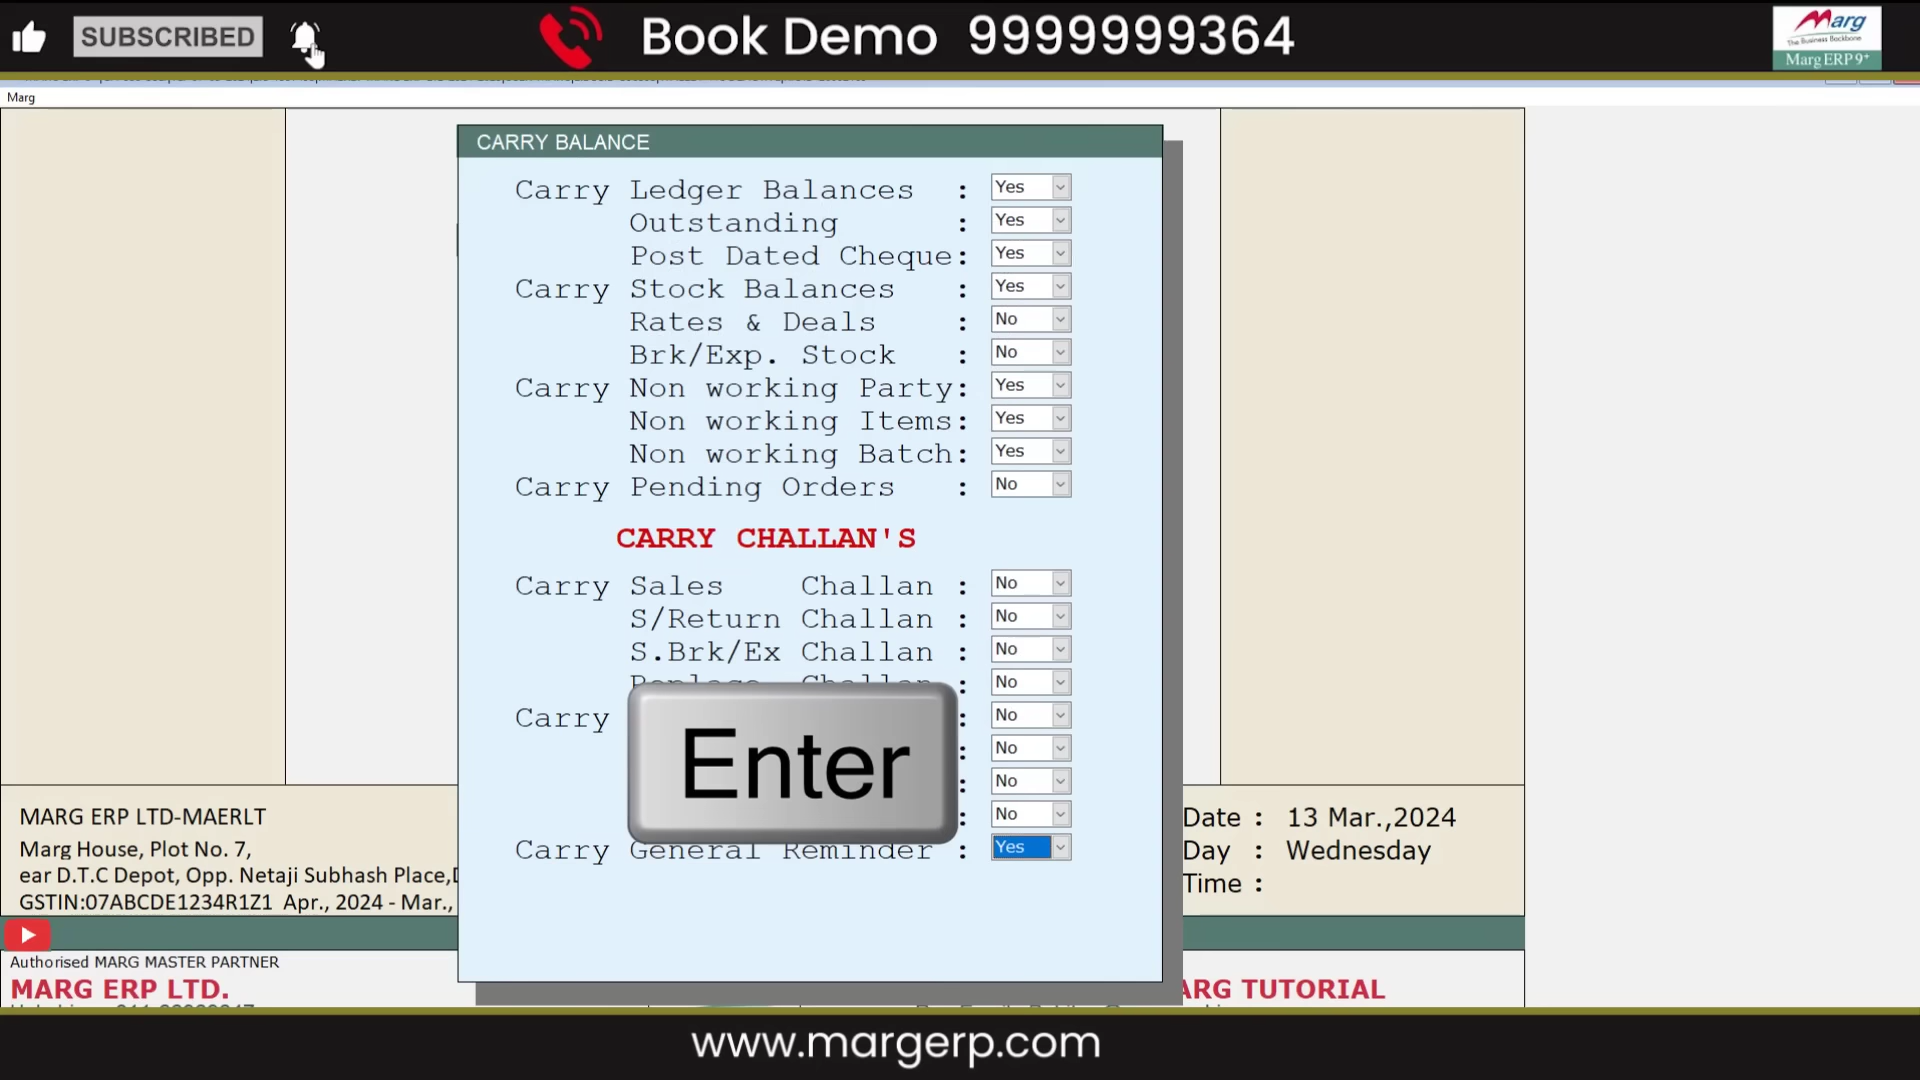 SUBSCRIBED
Book Demo 9999999364
Marg
The Business Backbone
Marg ERP 9+
Marg
CARRY BALANCE
Carry Ledger Balances : Yes
Outstanding : Yes
Post Dated Cheque: Yes
Carry Stock Balances : Yes
Rates & Deals : No
Brk/Exp. Stock : No
Carry Non working Party: Yes
Non working Items: Yes
Non working Batch: Yes
Carry Pending Orders : No
CARRY CHALLAN'S
Carry Sales Challan : No
S/Return Challan : No
S.Brk/Ex Challan : No
Challan : No
Carry : No
: No
: No
: No
Enter
Carry General Reminder : Yes
MARG ERP LTD-MAERLT
Marg House, Plot No. 7,
ear D.T.C Depot, Opp. Netaji Subhash Place,D
GSTIN:07ABCDE1234R1Z1 Apr., 2024 - Mar.,
Date : 13 Mar.,2024
Day : Wednesday
Time :
Authorised MARG MASTER PARTNER
MARG ERP LTD.
ARG TUTORIAL
www.margerp.com